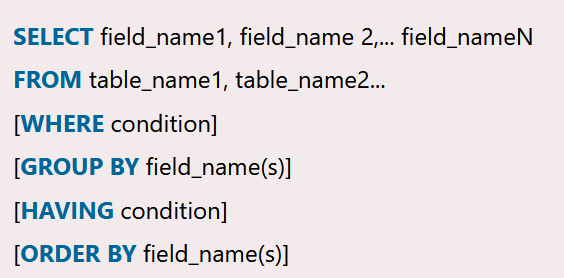 SELECT field_name1, field_name 2,... field_nameN
FROM table_name1, table_name2...
[WHERE condition]
[GROUP BY field_name(s)]
[HAVING condition]
[ORDER BY field_name(s)]